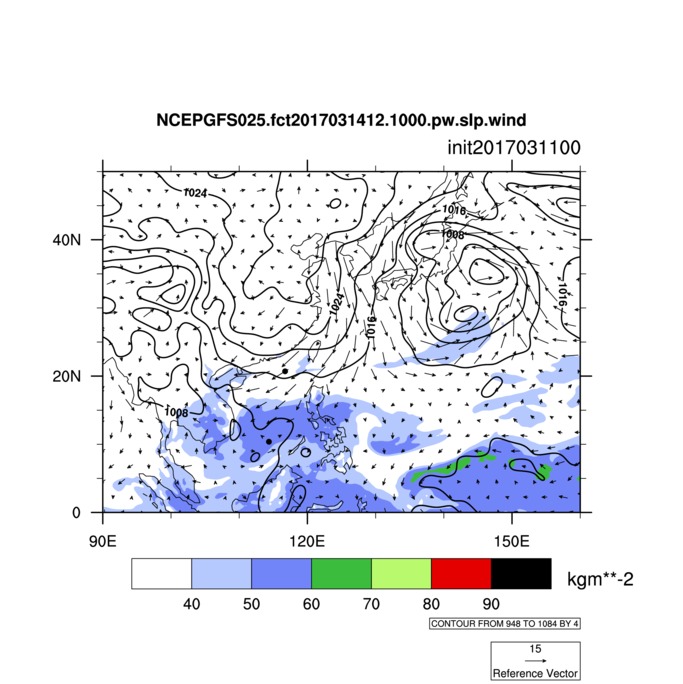 NCEPGFS025.fct2017031412.1000.pw.slp.wind
init2017031100
1024
1016
1008
40N
1024
1016
1016
20N
1008
0
90E
120E
150E
kgm**-2
40 50 60 70 80 90
CONTOUR FROM 948 TO 1084 BY 4
15
Reference Vector